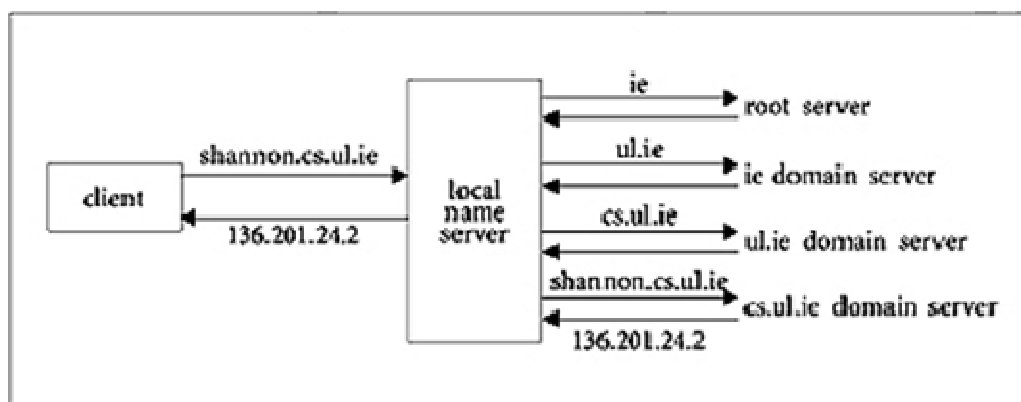 shannon.cs.ul.ie
client
136.201.24.2
local
name
server
ie
root server
ul.ie
ie domain server
cs.ul.ie
ul.ie domain server
shannon.cs.ul.ie
cs.ul.ie domain server
136.201.24.2